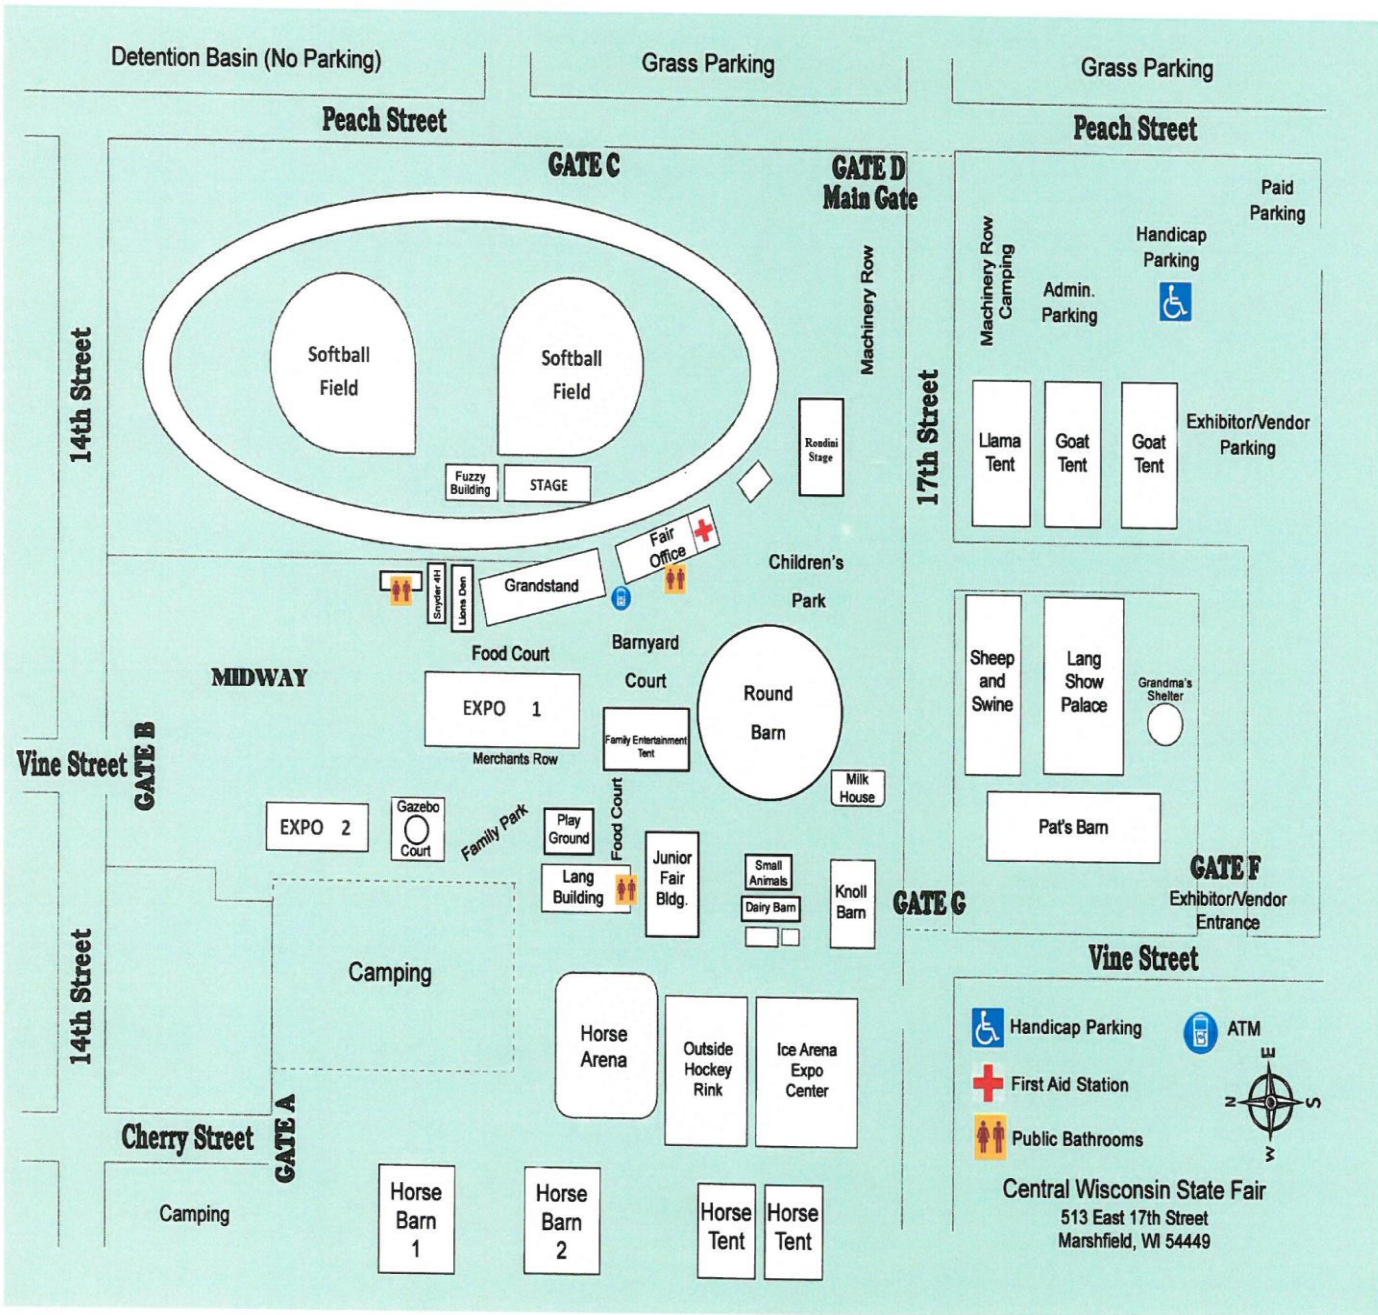 Detention Basin (No Parking)
Grass Parking
Grass Parking
Peach Street
Peach Street
GATE C
GATE D
Main Gate
Paid
Parking
Handicap
Parking
Machinery Row
Machinery Row
Camping
Admin.
Parking
14th Street
Softball
Field
Softball
Field
17th Street
Rondini
Stage
Llama
Tent
Goat
Tent
Goat
Tent
Exhibitor/Vendor
Parking
Fuzzy
Building
STAGE
Fair
Office
Children's
Park
Snyder 4H
Lions Den
Grandstand
Food Court
Barnyard
Court
MIDWAY
EXPO 1
Merchants Row
Family Entertainment
Tent
Round
Barn
Sheep
and
Swine
Lang
Show
Palace
Grandma's
Shelter
Vine Street
GATE B
Milk
House
EXPO 2
Gazebo
Court
Family Park
Play
Ground
Food Court
Pat's Barn
Lang
Building
Junior
Fair
Bldg.
Small
Animals
Dairy Barn
Knoll
Barn
GATE G
GATE F
Exhibitor/Vendor
Entrance
14th Street
Camping
Vine Street
Horse
Arena
Outside
Hockey
Rink
Ice Arena
Expo
Center
Handicap Parking
ATM
First Aid Station
Public Bathrooms
E
N
S
W
Cherry Street
GATE A
Camping
Horse
Barn
1
Horse
Barn
2
Horse
Tent
Horse
Tent
Central Wisconsin State Fair
513 East 17th Street
Marshfield, WI 54449